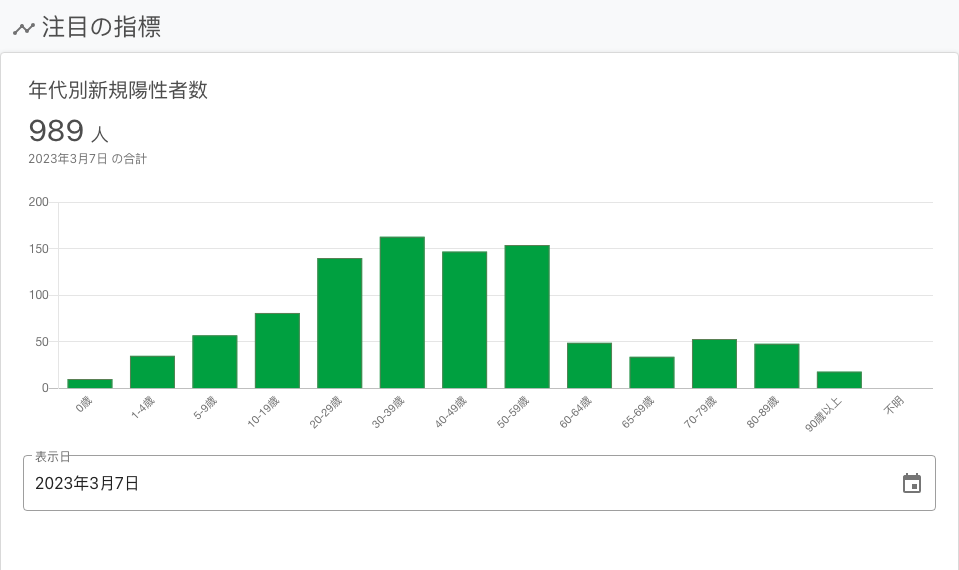 注目の指標
年代別新規陽性者数
989 人
2023年3月7日 の合計
200
150
100
50
0
0歳
1-4歳
5-9歳
10-19歳
20-29歳
30-39歳
40-49歳
50-59歳
60-64歳
65-69歳
70-79歳
80-89歳
90歳以上
不明
表示日
2023年3月7日